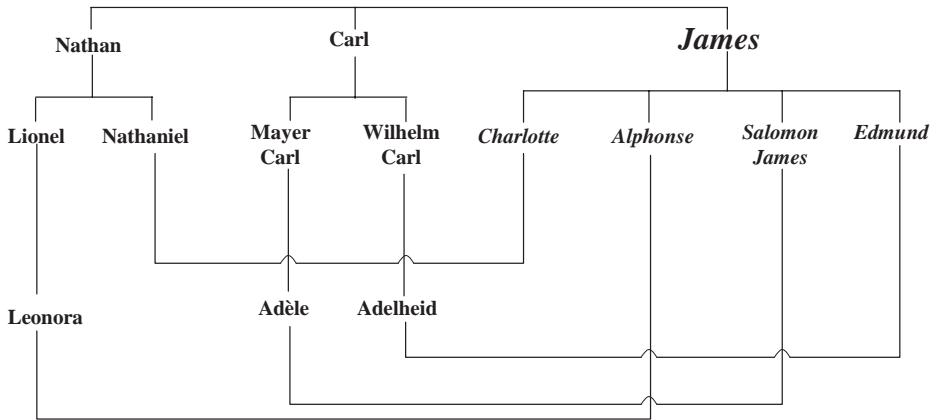 Nathan
Carl
James
Lionel
Nathaniel
Mayer
Carl
Wilhelm
Carl
Charlotte
Alphonse
Salomon
James
Edmund
Leonora
Adèle
Adelheid